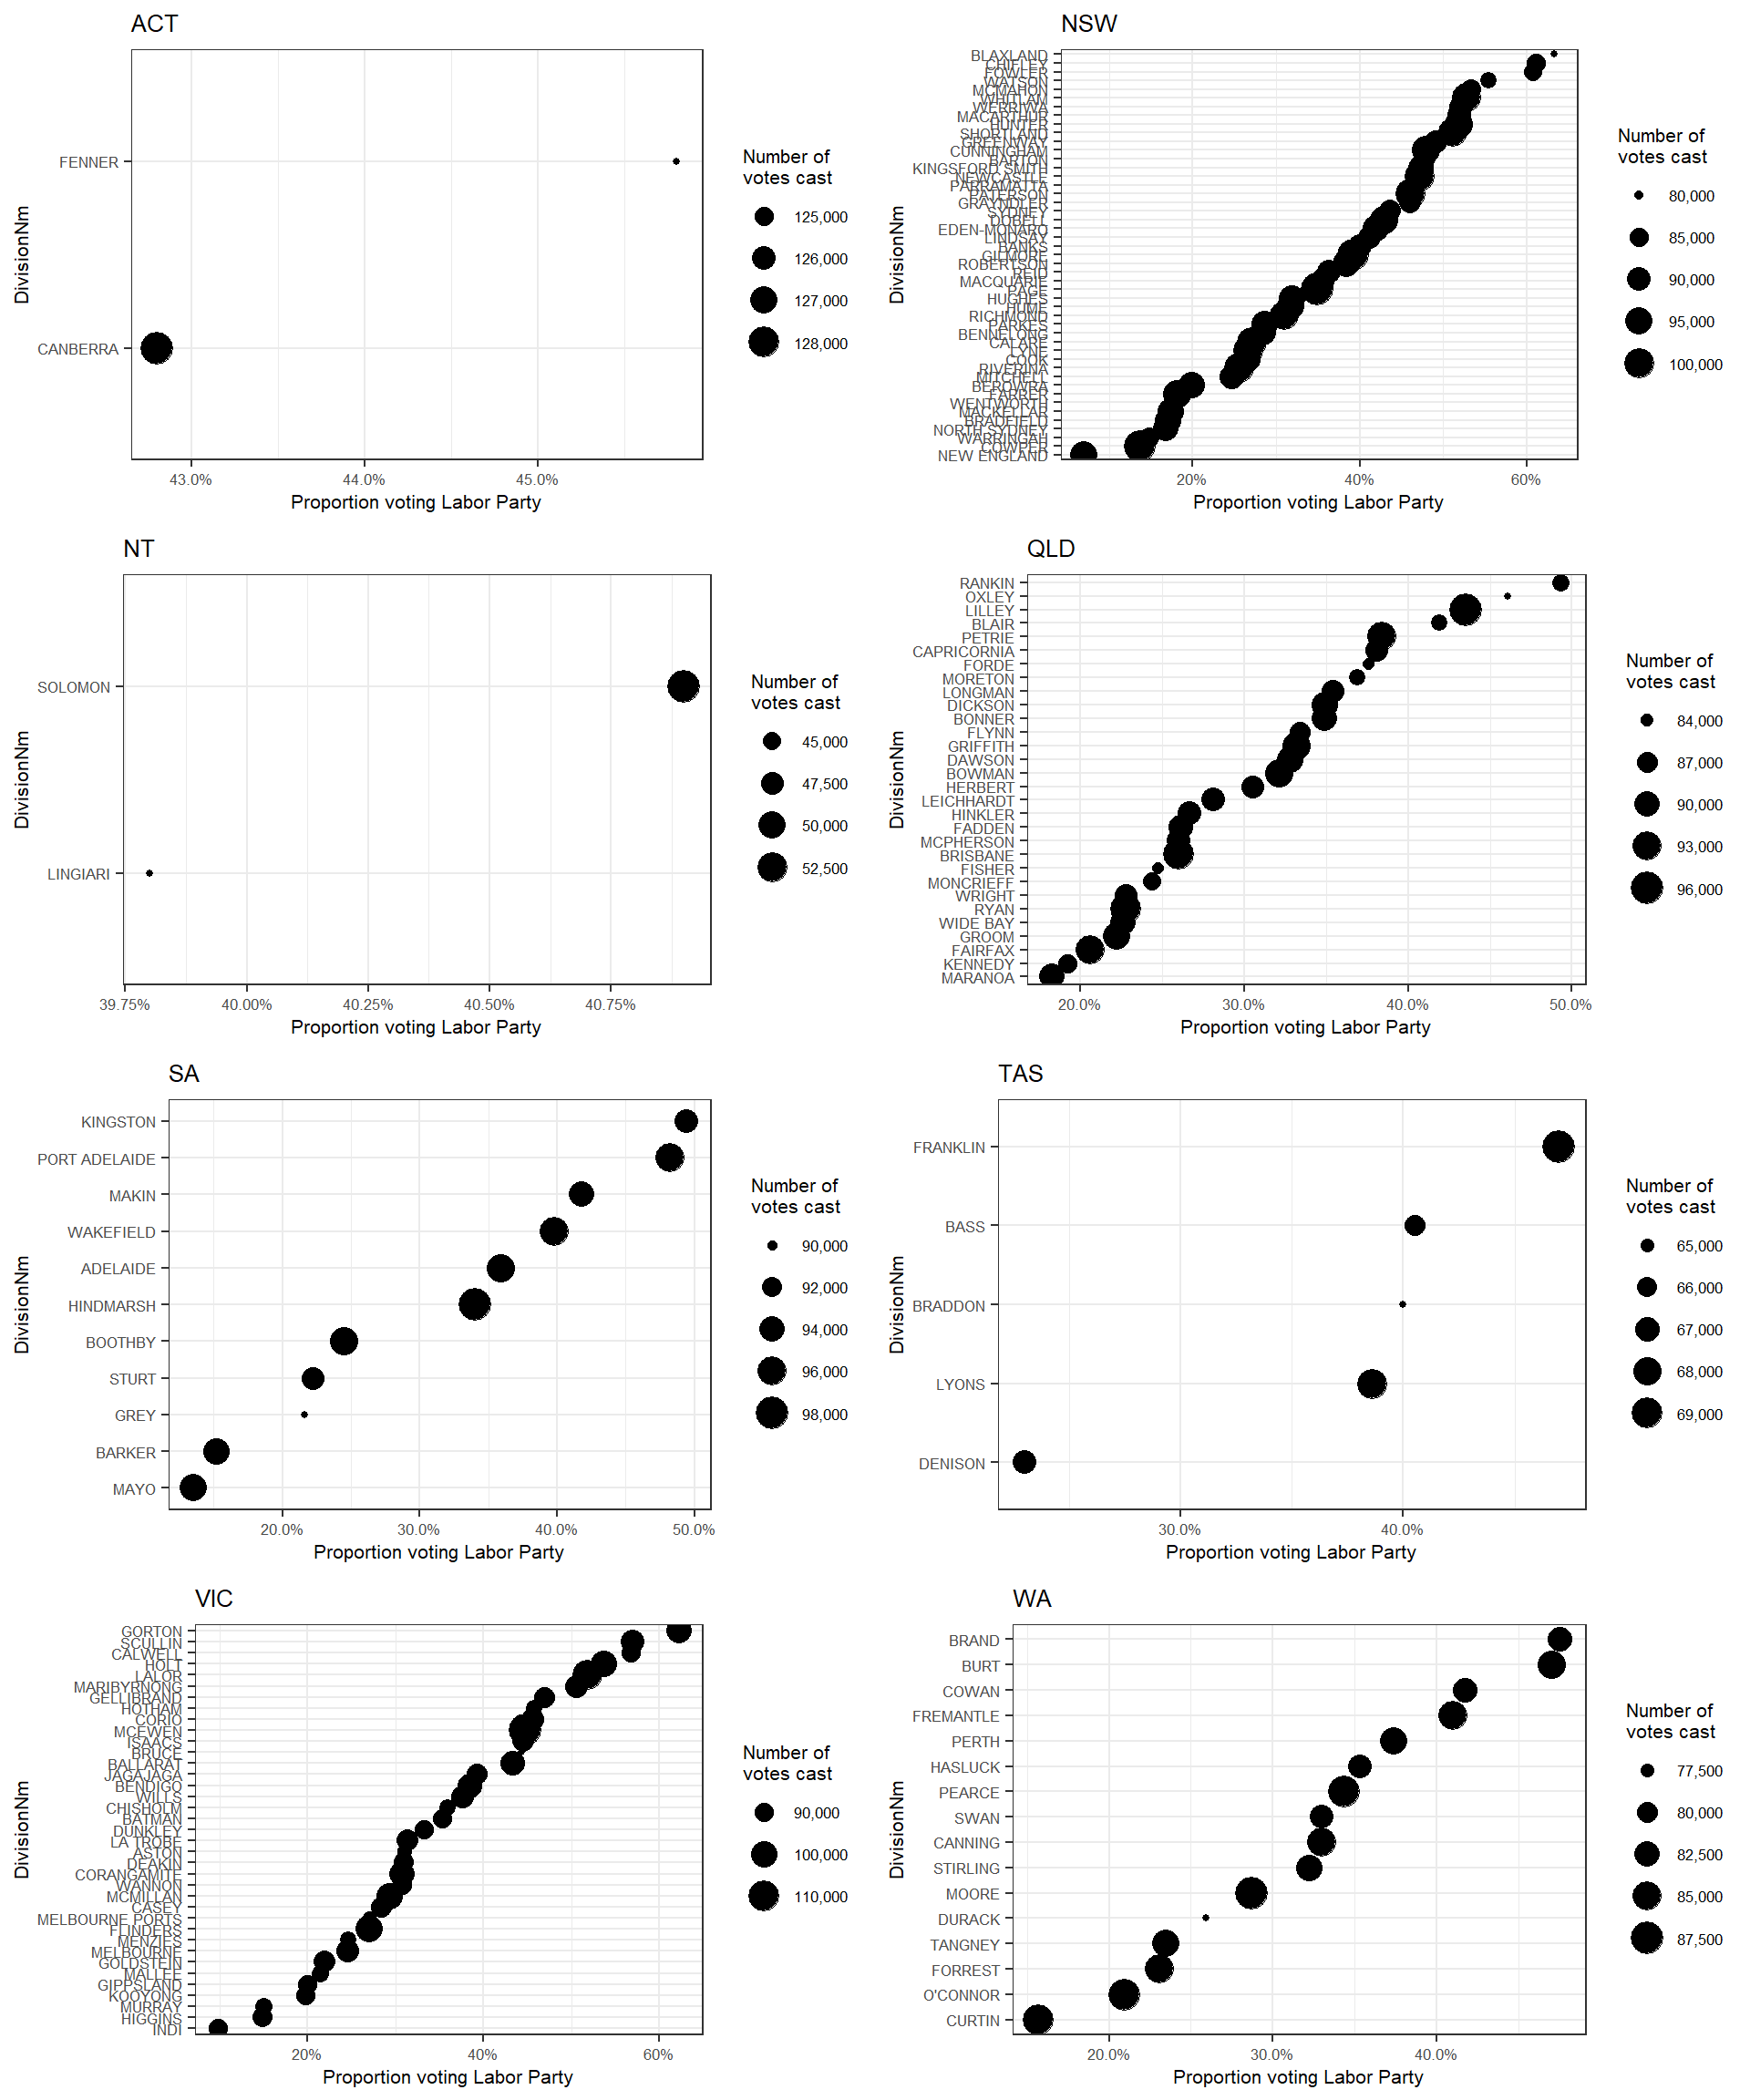 ACT
DivisionNm
FENNER
CANBERRA
43.0%
44.0%
45.0%
Proportion voting Labor Party
Number of
votes cast
125,000
126,000
127,000
128,000
NSW
DivisionNm
BLAXLAND
CHIFLEY
FOWLER
WATSON
MCMAHON
WHITLAM
WERRIWA
MACARTHUR
HUNTER
SHORTLAND
GREENWAY
CUNNINGHAM
BARTON
KINGSFORD SMITH
NEWCASTLE
PARRAMATTA
PATERSON
GRAYNDLER
SYDNEY
DOBELL
EDEN-MONARO
LINDSAY
BANKS
GILMORE
ROBERTSON
REID
MACQUARIE
PAGE
HUGHES
HUME
RICHMOND
PARKES
BENNELONG
CALARE
LYNE
COOK
RIVERINA
MITCHELL
BEROWRA
FARRER
WENTWORTH
MACKELLAR
BRADFIELD
NORTH SYDNEY
WARRINGAH
COWPER
NEW ENGLAND
20%
40%
60%
Proportion voting Labor Party
Number of
votes cast
80,000
85,000
90,000
95,000
100,000
NT
DivisionNm
SOLOMON
LINGIARI
39.75%
40.00%
40.25%
40.50%
40.75%
Proportion voting Labor Party
Number of
votes cast
45,000
47,500
50,000
52,500
QLD
DivisionNm
RANKIN
OXLEY
LILLEY
BLAIR
PETRIE
CAPRICORNIA
FORDE
MORETON
LONGMAN
DICKSON
BONNER
FLYNN
GRIFFITH
DAWSON
BOWMAN
HERBERT
LEICHHARDT
HINKLER
FADDEN
MCPHERSON
BRISBANE
FISHER
MONCRIEFF
WRIGHT
RYAN
WIDE BAY
GROOM
FAIRFAX
KENNEDY
MARANOA
20.0%
30.0%
40.0%
50.0%
Proportion voting Labor Party
Number of
votes cast
84,000
87,000
90,000
93,000
96,000
SA
DivisionNm
KINGSTON
PORT ADELAIDE
MAKIN
WAKEFIELD
ADELAIDE
HINDMARSH
BOOTHBY
STURT
GREY
BARKER
MAYO
20.0%
30.0%
40.0%
50.0%
Proportion voting Labor Party
Number of
votes cast
90,000
92,000
94,000
96,000
98,000
TAS
DivisionNm
FRANKLIN
BASS
BRADDON
LYONS
DENISON
30.0%
40.0%
Proportion voting Labor Party
Number of
votes cast
65,000
66,000
67,000
68,000
69,000
VIC
DivisionNm
GORTON
SCULLIN
CALWELL
HOLT
LALOR
MARIBYRNONG
GELLIBRAND
HOTHAM
CORIO
MCEWEN
ISAACS
BRUCE
BALLARAT
JAGAJAGA
BENDIGO
WILLS
CHISHOLM
BATMAN
DUNKLEY
LA TROBE
ASTON
DEAKIN
CORANGAMITE
WANNON
MCMILLAN
CASEY
MELBOURNE PORTS
FLINDERS
MENZIES
MELBOURNE
GOLDSTEIN
MALLEE
GIPPSLAND
KOOYONG
MURRAY
HIGGINS
INDI
20%
40%
60%
Proportion voting Labor Party
Number of
votes cast
90,000
100,000
110,000
WA
DivisionNm
BRAND
BURT
COWAN
FREMANTLE
PERTH
HASLUCK
PEARCE
SWAN
CANNING
STIRLING
MOORE
DURACK
TANGNEY
FORREST
O'CONNOR
CURTIN
20.0%
30.0%
40.0%
Proportion voting Labor Party
Number of
votes cast
77,500
80,000
82,500
85,000
87,500